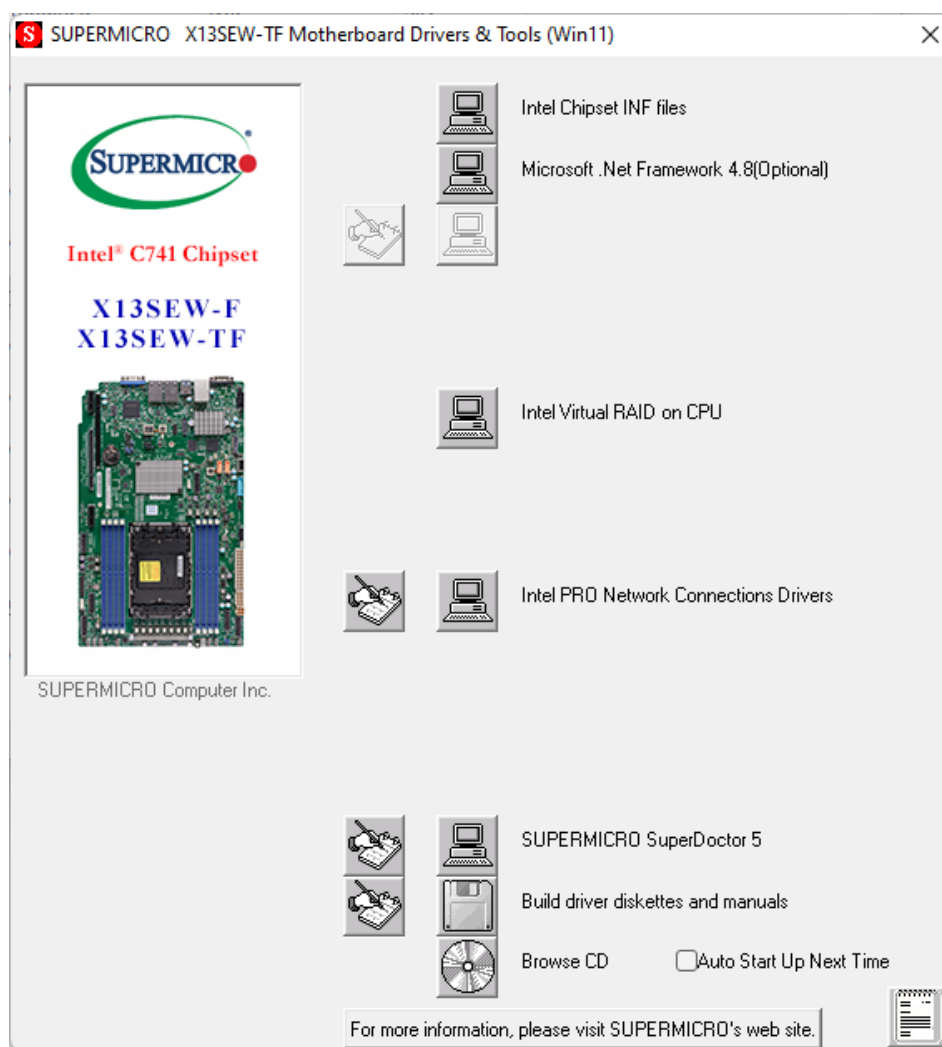 S SUPERMICRO X13SEW-TF Motherboard Drivers & Tools (Win11)
SUPERMICRO
Intel® C741 Chipset
X13SEW-F
X13SEW-TF
SUPERMICRO Computer Inc.
Intel Chipset INF files
Microsoft .Net Framework 4.8(Optional)
Intel Virtual RAID on CPU
Intel PRO Network Connections Drivers
SUPERMICRO SuperDoctor 5
Build driver diskettes and manuals
Browse CD
Auto Start Up Next Time
For more information, please visit SUPERMICRO's web site.